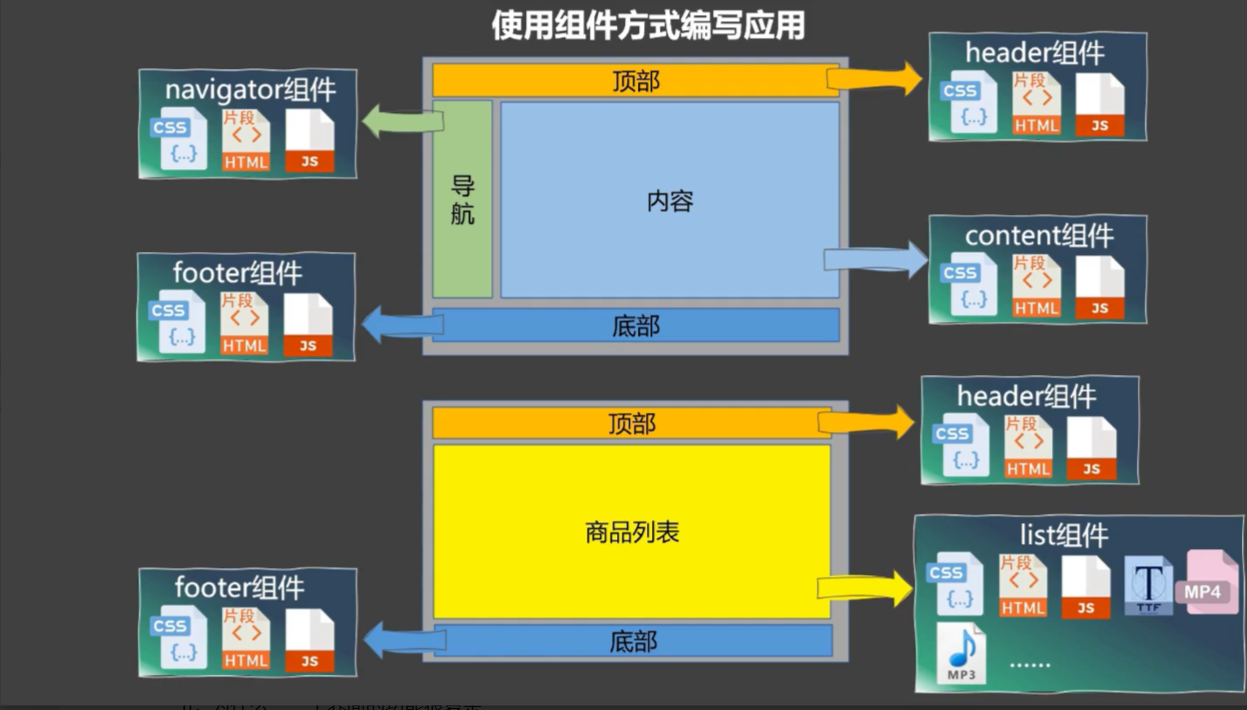 使用组件方式编写应用
navigator组件
CSS
{...}
片段
< >
HTML
JS
顶部
header组件
CSS
{...}
片段
< >
HTML
JS
导
航
内容
footer组件
CSS
{...}
片段
< >
HTML
JS
底部
content组件
CSS
{...}
片段
< >
HTML
JS
顶部
header组件
CSS
{...}
片段
< >
HTML
JS
商品列表
list组件
CSS
{...}
片段
< >
HTML
JS
T
TTF
MP4
MP3
......
footer组件
CSS
{...}
片段
< >
HTML
JS
底部